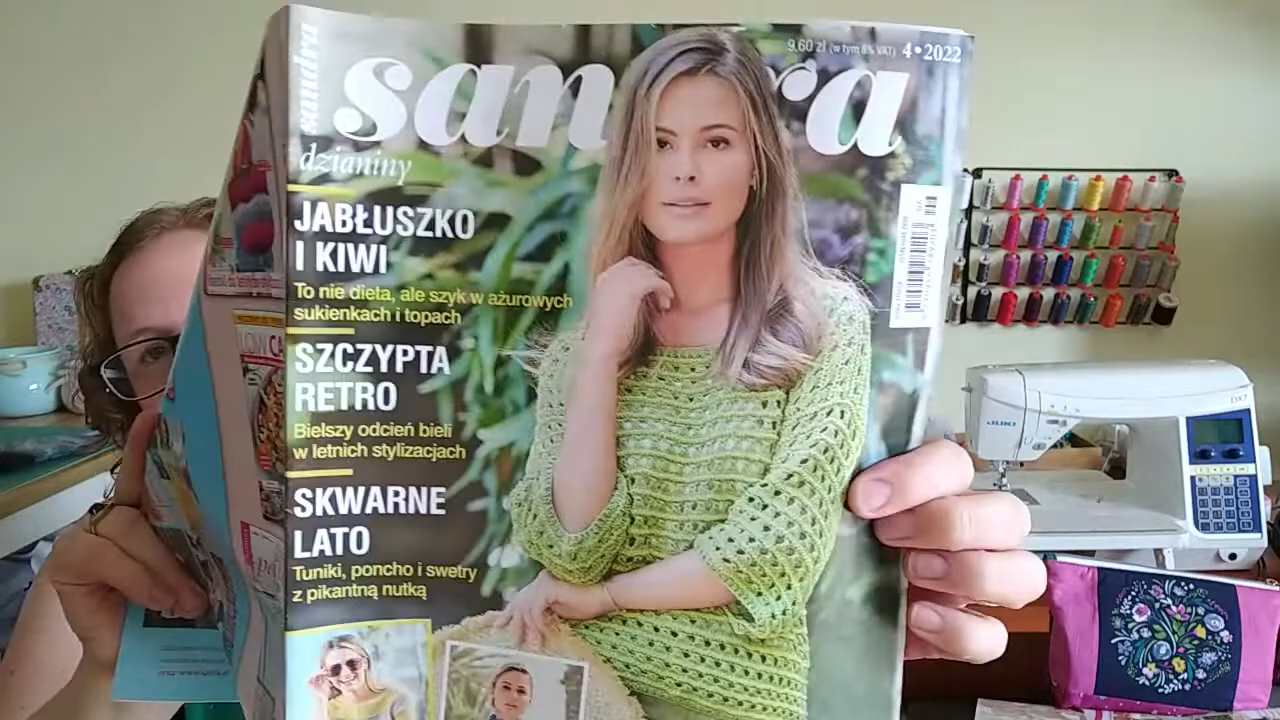 sandra
9,60 zł (w tym 8% VAT) 4•2022
san ra
dzianiny
JABŁUSZKO
I KIWI
To nie dieta, ale szyk w ażurowych
sukienkach i topach
SZCZYPTA
RETRO
Bielszy odcień bieli
w letnich stylizacjach
SKWARNE
LATO
Tuniki, poncho i swetry
z pikantną nutką
JUKI
DX7